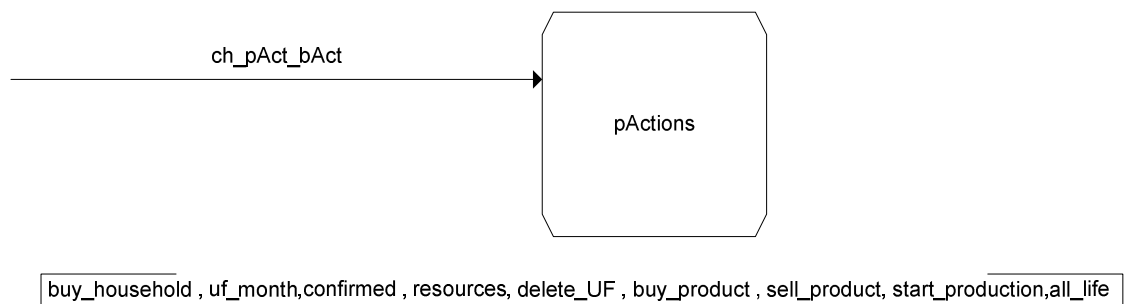 ch_pAct_bAct
pActions
buy_household , uf_month,confirmed , resources, delete_UF , buy_product , sell_product, start_production,all_life